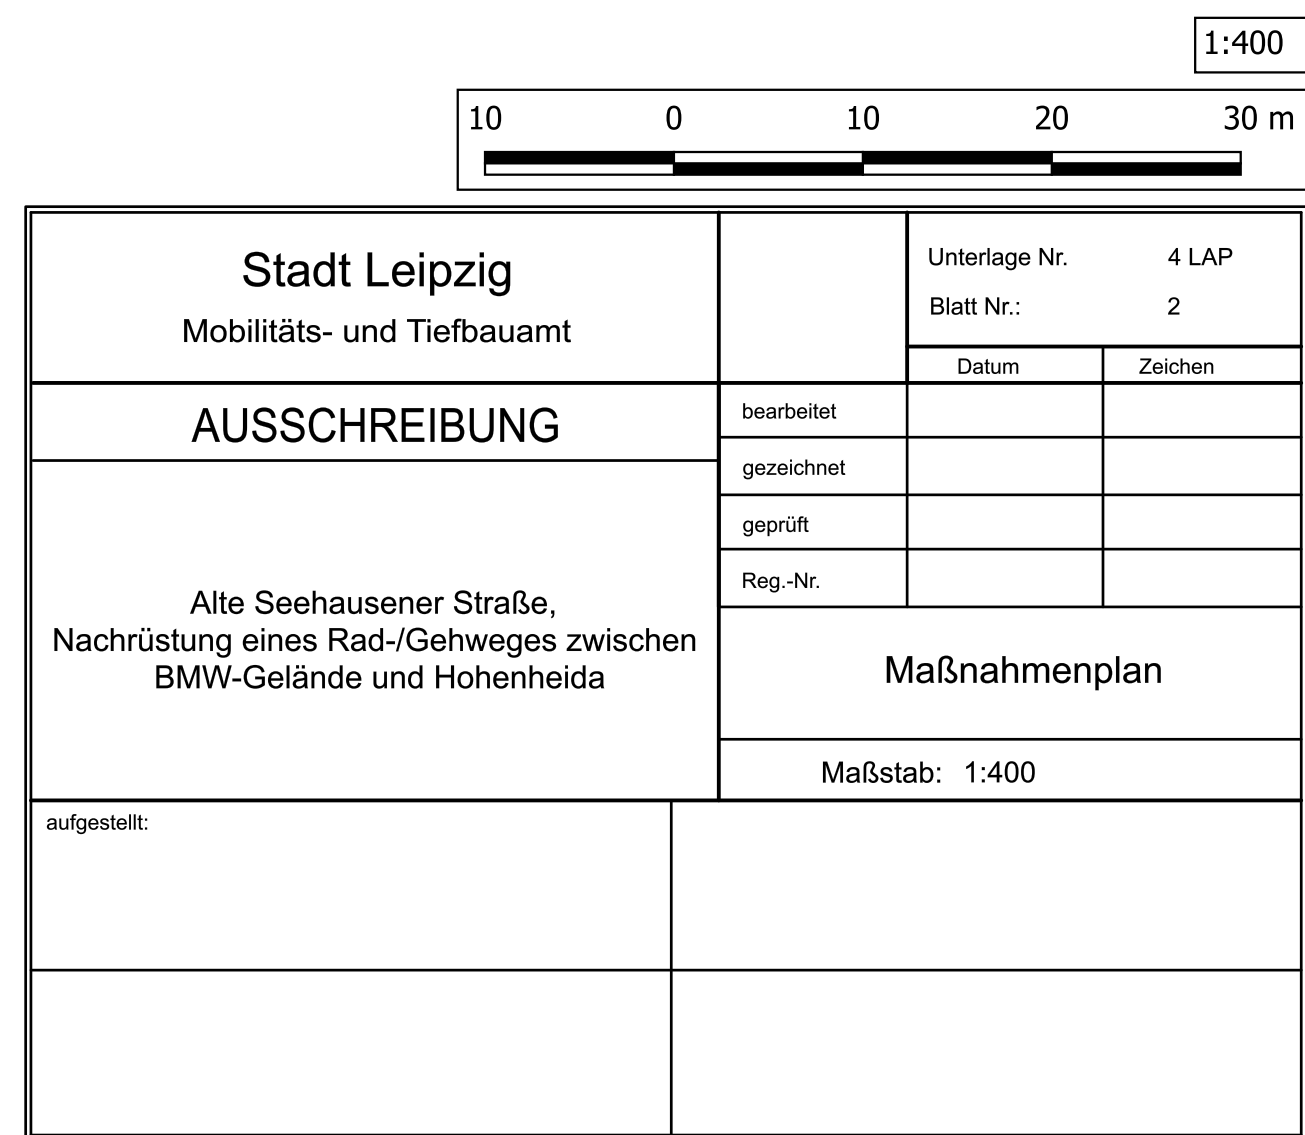 1:400
10 0 10 20 30 m
Stadt Leipzig
Mobilitäts- und Tiefbauamt
Unterlage Nr. 4 LAP
Blatt Nr.: 2
Datum Zeichen
AUSSCHREIBUNG
bearbeitet
gezeichnet
geprüft
Reg.-Nr.
Alte Seehausener Straße,
Nachrüstung eines Rad-/Gehweges zwischen
BMW-Gelände und Hohenheida
Maßnahmenplan
Maßstab: 1:400
aufgestellt: